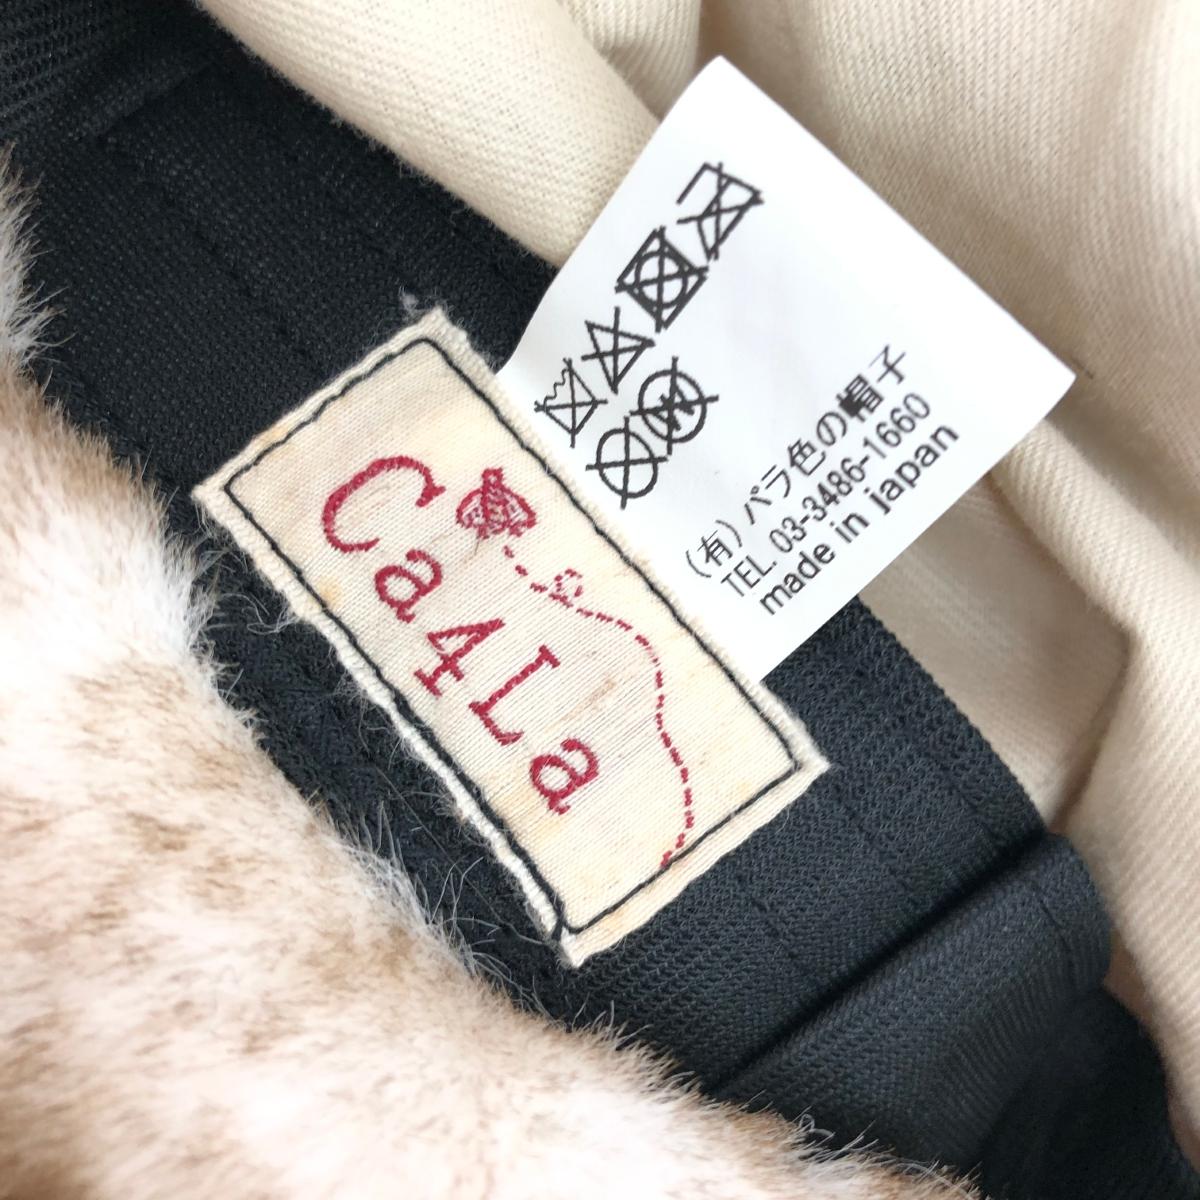 Ca4La
(有)バラ色の帽子
TEL. 03-3486-1660
made in japan